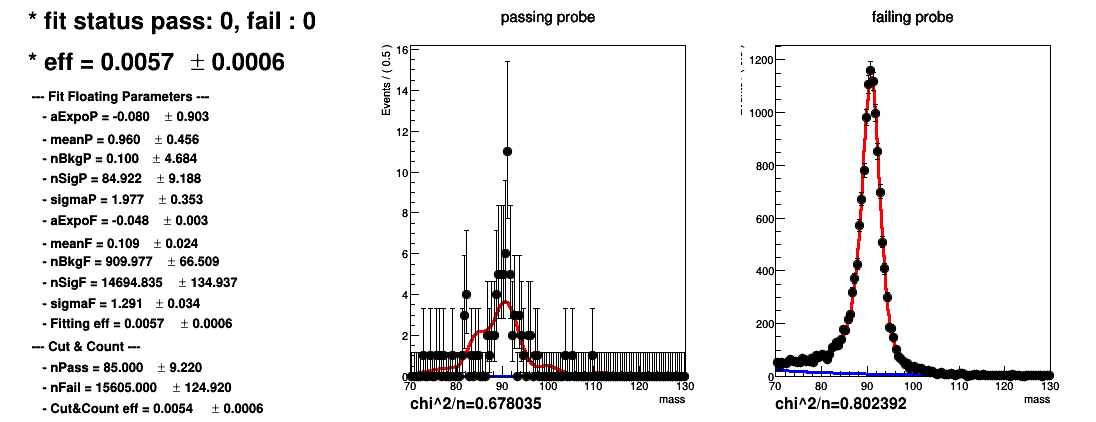 * fit status pass: 0, fail : 0
* eff = 0.0057 ± 0.0006
--- Fit Floating Parameters ---
- aExpoP = -0.080 ± 0.903
- meanP = 0.960 ± 0.456
- nBkgP = 0.100 ± 4.684
- nSigP = 84.922 ± 9.188
- sigmaP = 1.977 ± 0.353
- aExpoF = -0.048 ± 0.003
- meanF = 0.109 ± 0.024
- nBkgF = 909.977 ± 66.509
- nSigF = 14694.835 ± 134.937
- sigmaF = 1.291 ± 0.034
- Fitting eff = 0.0057 ± 0.0006
--- Cut & Count ---
- nPass = 85.000 ± 9.220
- nFail = 15605.000 ± 124.920
- Cut&Count eff = 0.0054 ± 0.0006
passing probe
Events / ( 0.5 )
16
14
12
10
8
6
4
2
0
70 80 90 100 110 120 130
mass
chi^2/n=0.678035
failing probe
1200
1000
800
600
400
200
0
70 80 90 100 110 120 130
mass
chi^2/n=0.802392